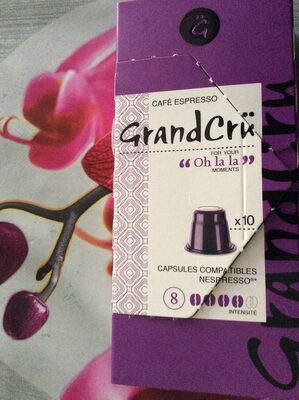 G
CAFÉ ESPRESSO
GrandCrü
FOR YOUR
“Oh la la”
MOMENTS
x10
CAPSULES COMPATIBLES
NESPRESSO®*
8
INTENSITÉ
GrandCrü